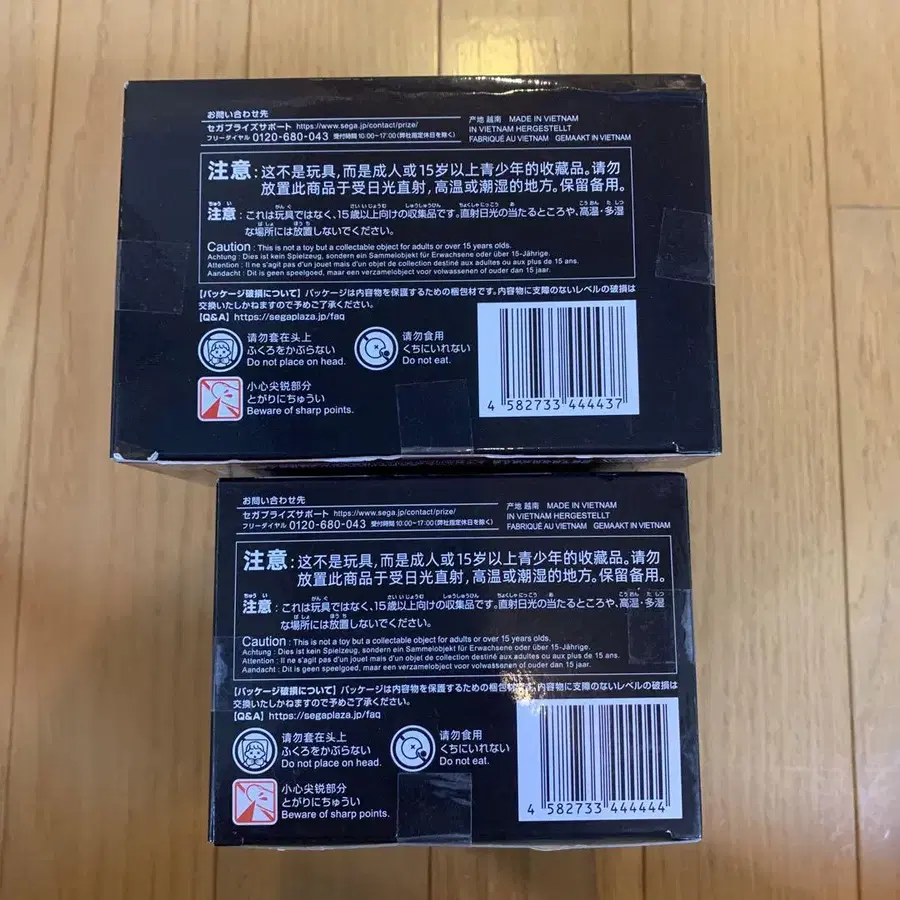 お問い合わせ先
セガプライズサポート https://www.sega.jp/contact/prize/
フリーダイヤル 0120-680-043 受付時間 10:00~17:00(弊社指定休日を除く)
产地 越南 MADE IN VIETNAM
IN VIETNAM HERGESTELLT
FABRIQUÉ AU VIETNAM GEMAAKT IN VIETNAM
注意:这不是玩具,而是成人或15岁以上青少年的收藏品。请勿
放置此商品于受日光直射,高温或潮湿的地方。保留备用。
注意:これは玩具ではなく、15歳以上向けの収集品です。直射日光の当たるところや、高温・多湿
な場所には放置しないでください。
Caution : This is not a toy but a collectable object for adults or over 15 years olds.
Achtung : Dies ist kein Spielzeug, sondern ein Sammelobjekt für Erwachsene oder über 15-Jährige.
Attention : Il ne s'agit pas d'un jouet mais d'un objet de collection destiné aux adultes ou aux plus de 15 ans.
Aandacht : Dit is geen speelgoed, maar een verzamelobject voor volwassenen of ouder dan 15 jaar.
【パッケージ破損について】パッケージは内容物を保護するための梱包材です。内容物に支障のないレベルの破損は
交換いたしかねますので予めご了承ください。
【Q&A】https://segaplaza.jp/faq
请勿套在头上
ふくろをかぶらない
Do not place on head.
请勿食用
くちにいれない
Do not eat.
小心尖锐部分
とがりにちゅうい
Beware of sharp points.
4 582733 444437
お問い合わせ先
セガプライズサポート https://www.sega.jp/contact/prize/
フリーダイヤル 0120-680-043 受付時間 10:00~17:00(弊社指定休日を除く)
产地 越南 MADE IN VIETNAM
IN VIETNAM HERGESTELLT
FABRIQUÉ AU VIETNAM GEMAAKT IN VIETNAM
注意:这不是玩具,而是成人或15岁以上青少年的收藏品。请勿
放置此商品于受日光直射,高温或潮湿的地方。保留备用。
注意:これは玩具ではなく、15歳以上向けの収集品です。直射日光の当たるところや、高温・多湿
な場所には放置しないでください。
Caution : This is not a toy but a collectable object for adults or over 15 years olds.
Achtung : Dies ist kein Spielzeug, sondern ein Sammelobjekt für Erwachsene oder über 15-Jährige.
Attention : Il ne s'agit pas d'un jouet mais d'un objet de collection destiné aux adultes ou aux plus de 15 ans.
Aandacht : Dit is geen speelgoed, maar een verzamelobject voor volwassenen of ouder dan 15 jaar.
【パッケージ破損について】パッケージは内容物を保護するための梱包材です。内容物に支障のないレベルの破損は
交換いたしかねますので予めご了承ください。
【Q&A】https://segaplaza.jp/faq
请勿套在头上
ふくろをかぶらない
Do not place on head.
请勿食用
くちにいれない
Do not eat.
小心尖锐部分
とがりにちゅうい
Beware of sharp points.
4 582733 444444